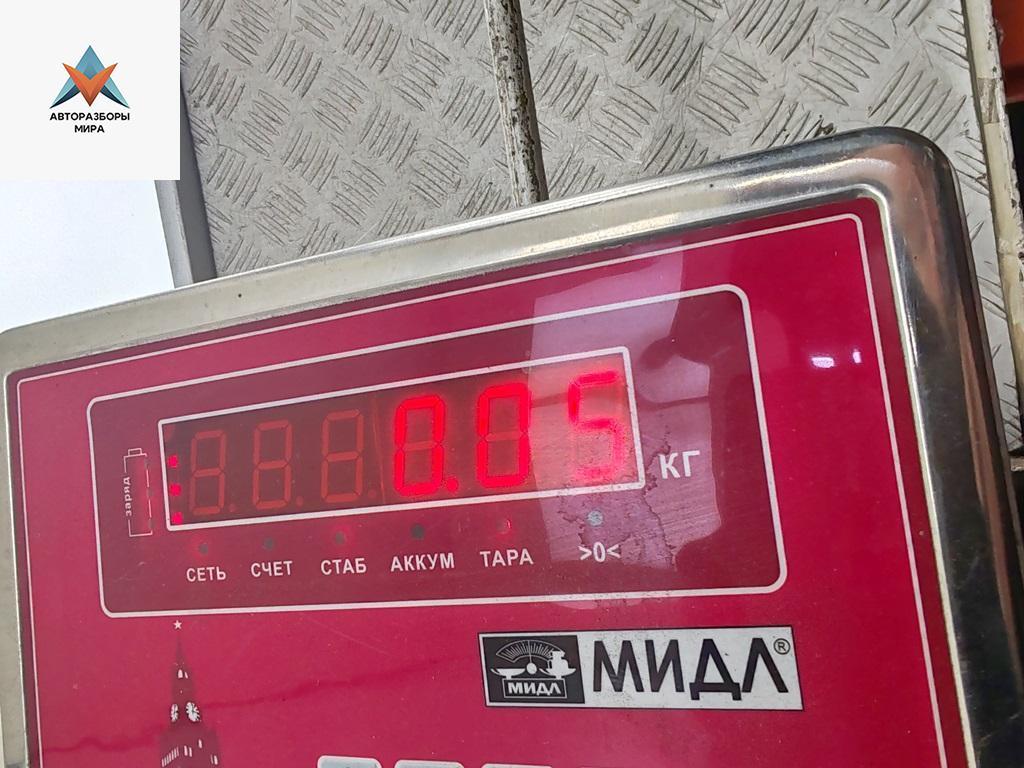 АВТОРАЗБОРЫ
МИРА
0.05
КГ
заряд
СЕТЬ СЧЕТ СТАБ АККУМ ТАРА >0<
МИДЛ МИДЛ®